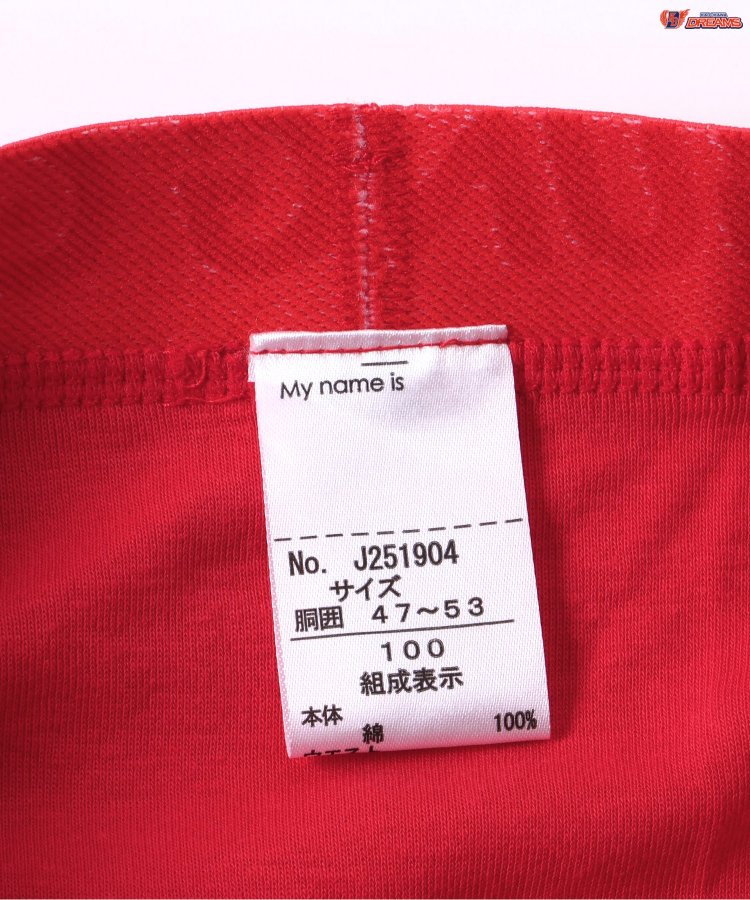 DREAMS
My name is
No. J251904
サイズ
胴囲 47～53
100
組成表示
本体
綿 100%